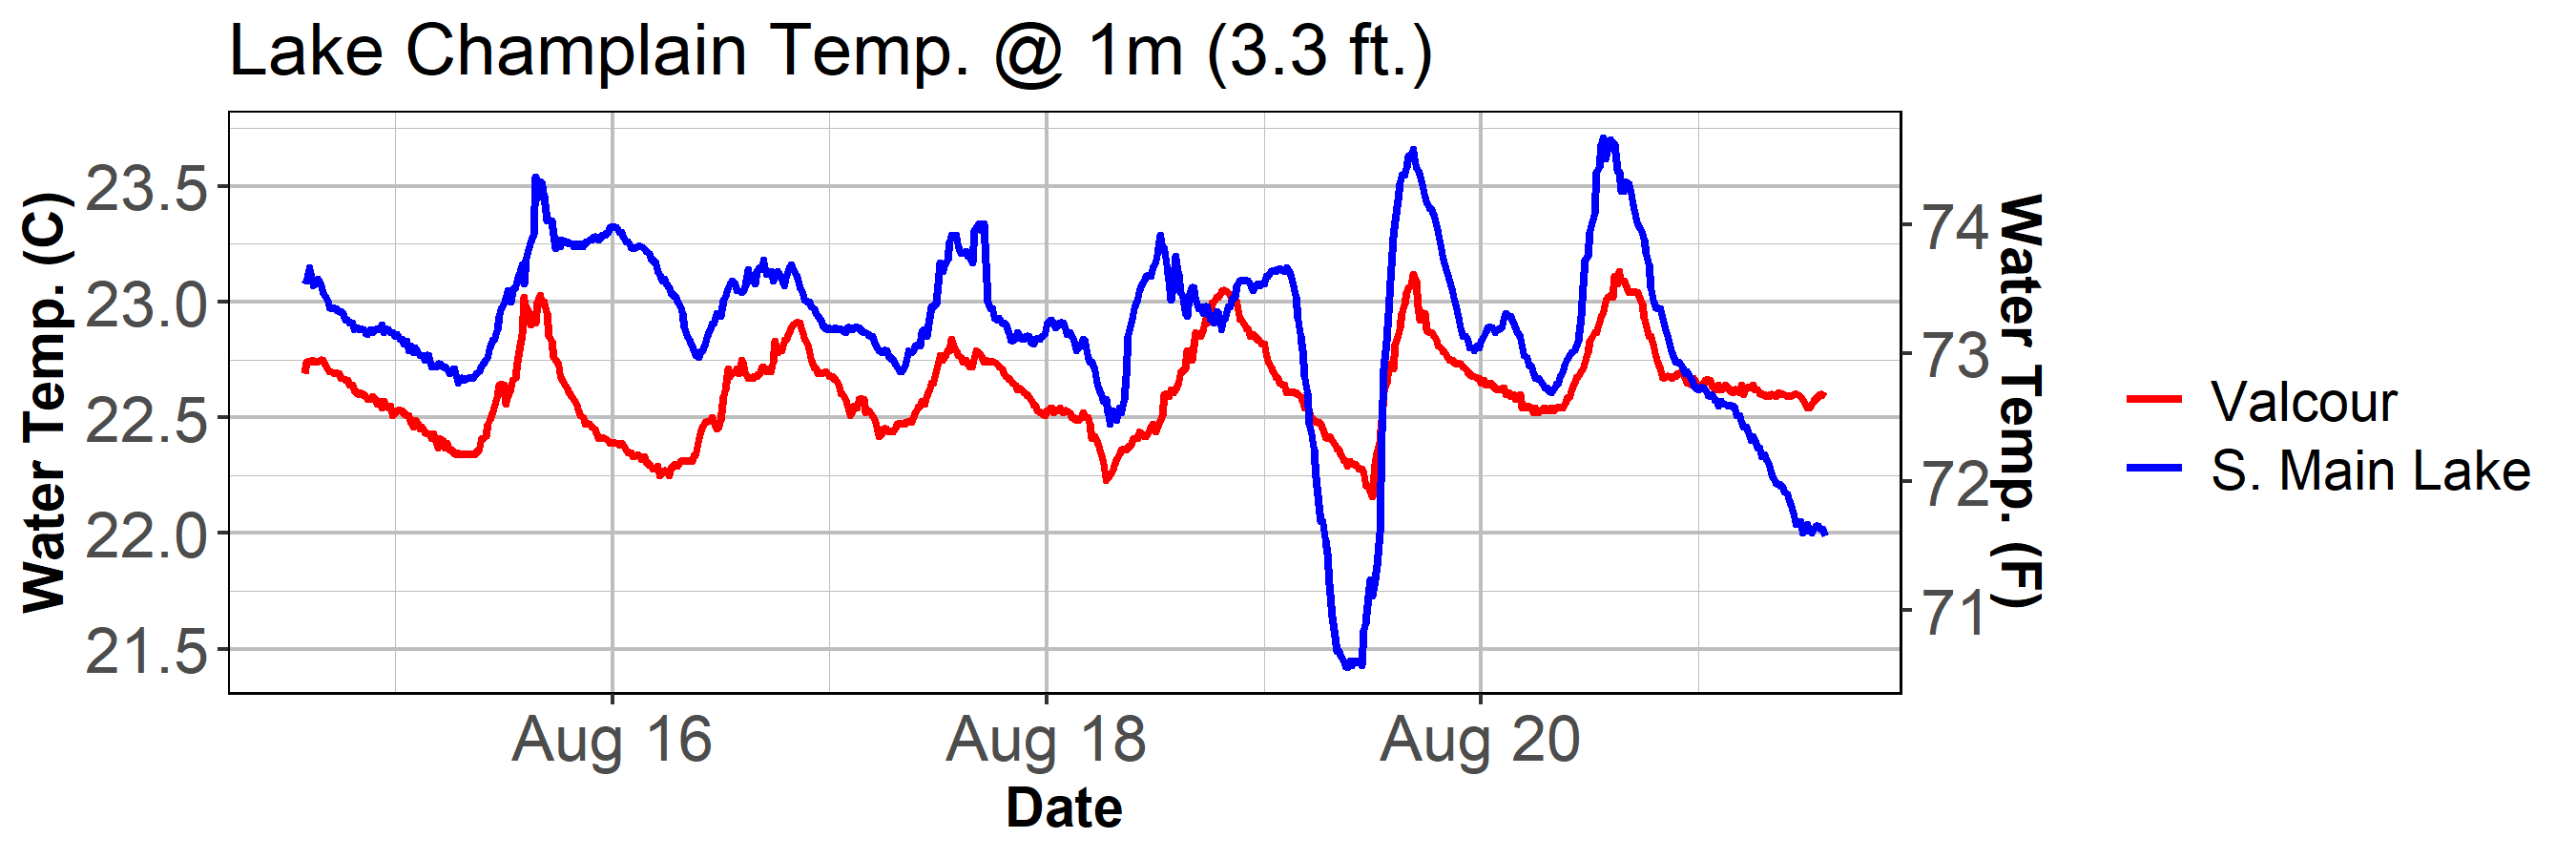 Lake Champlain Temp. @ 1m (3.3 ft.)
Water Temp. (C)
23.5
23.0
22.5
22.0
21.5
74
73
72
71
Water Temp. (F)
Aug 16
Aug 18
Aug 20
Date
Valcour
S. Main Lake